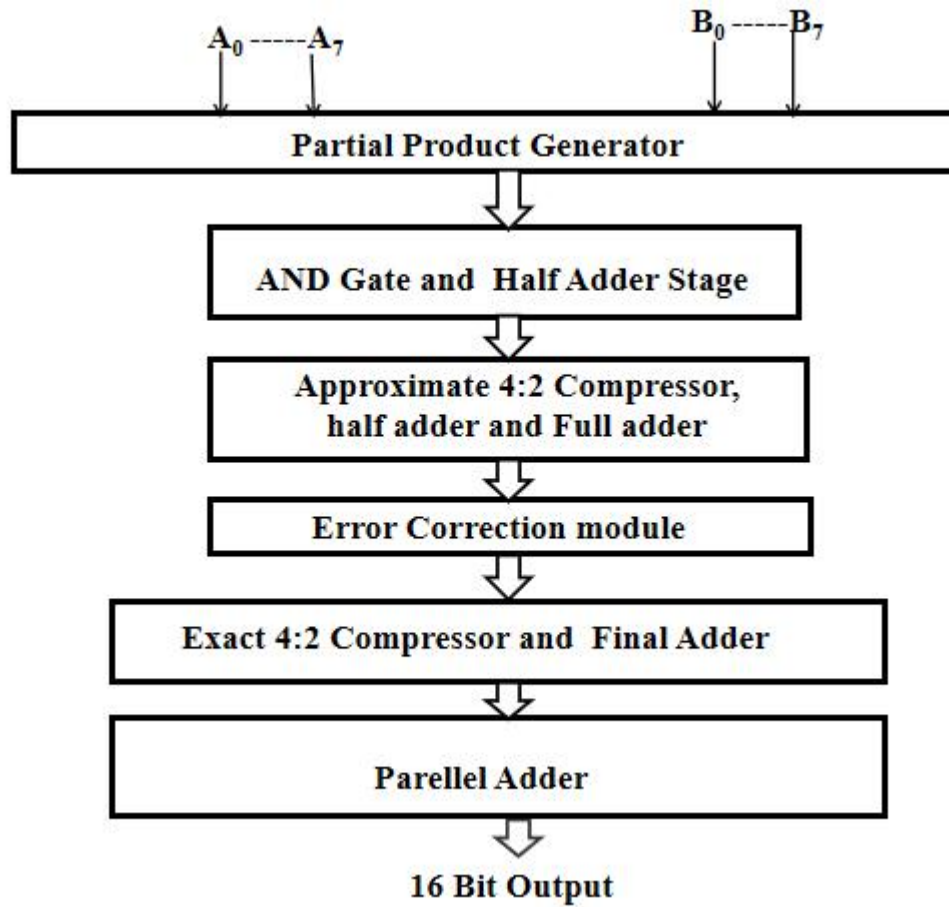 A0 ----- A7
B0 ----- B7
Partial Product Generator
AND Gate and Half Adder Stage
Approximate 4:2 Compressor,
half adder and Full adder
Error Correction module
Exact 4:2 Compressor and Final Adder
Parellel Adder
16 Bit Output